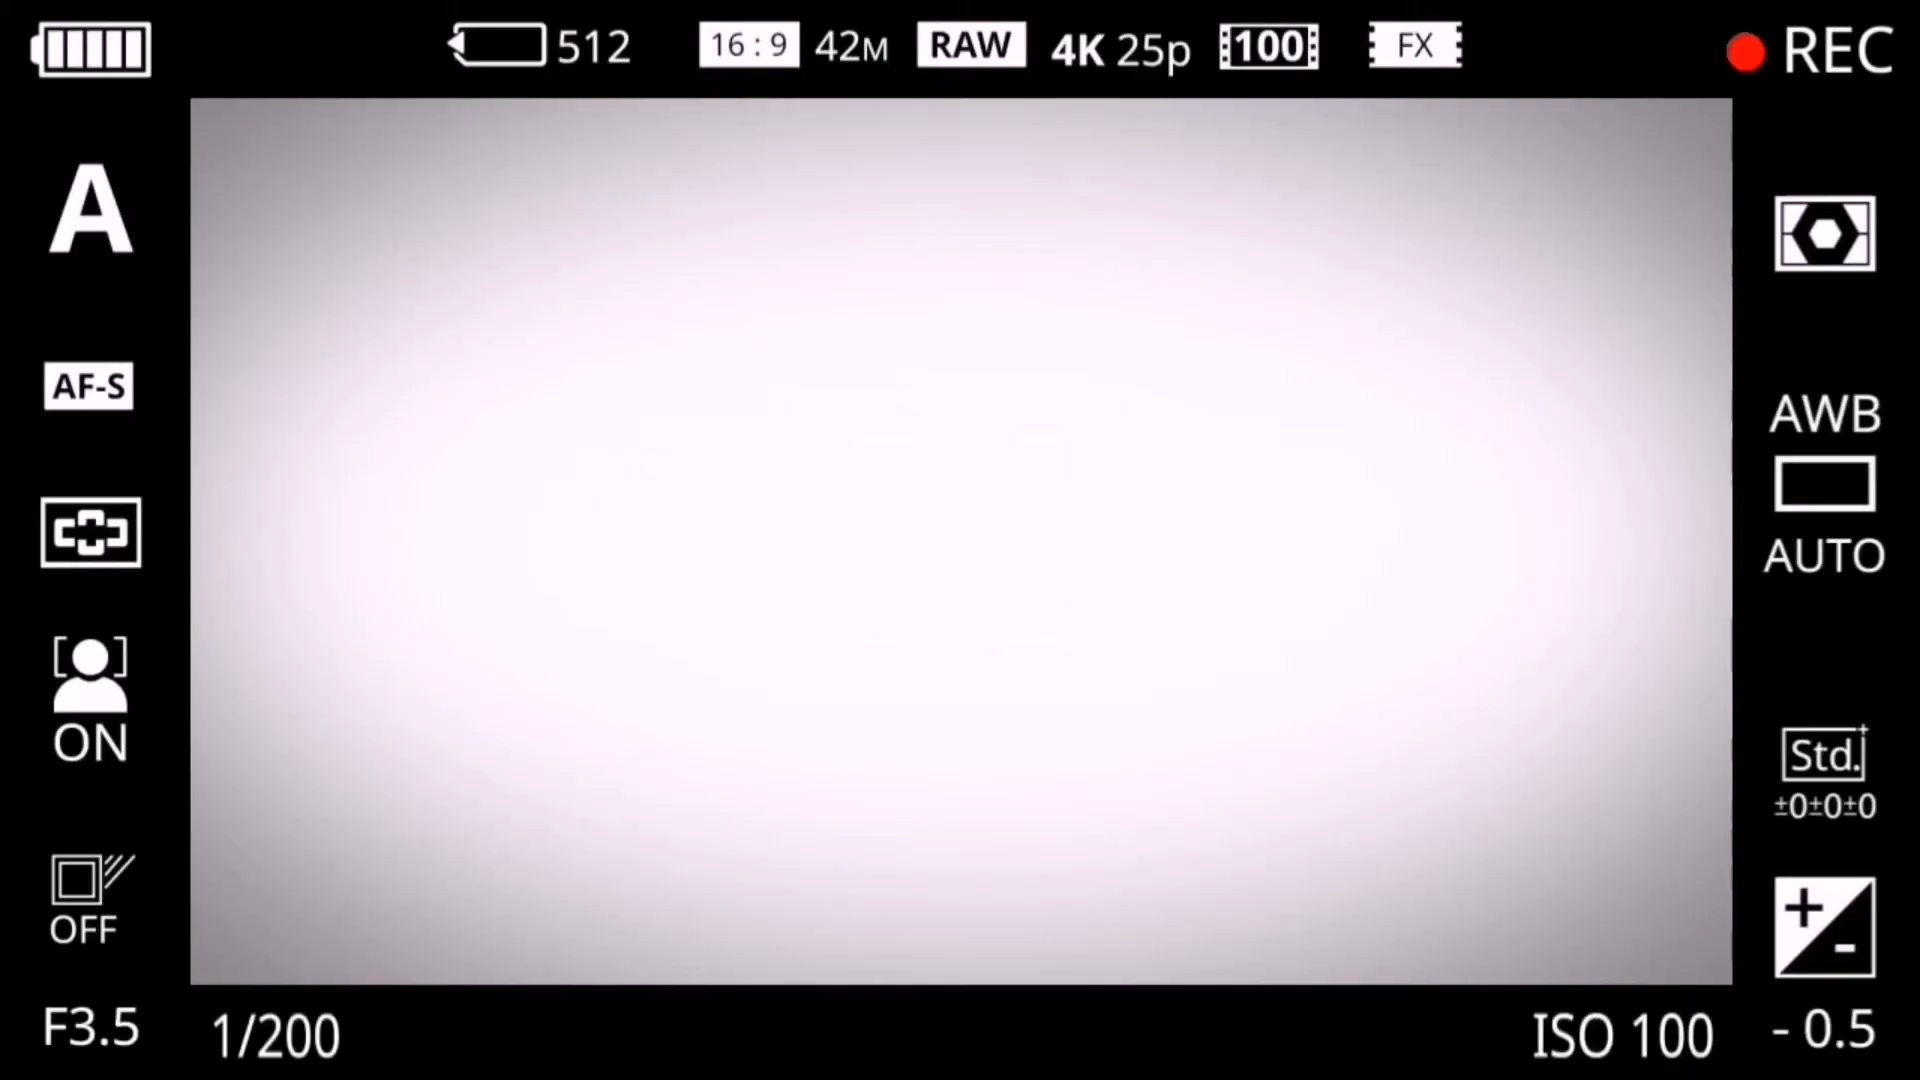 512 16:9 42M RAW 4K 25p 100 FX REC
A
AF-S
AWB
AUTO
ON
Std.+
±0±0±0
OFF
+
-
F3.5 1/200 ISO 100 - 0.5